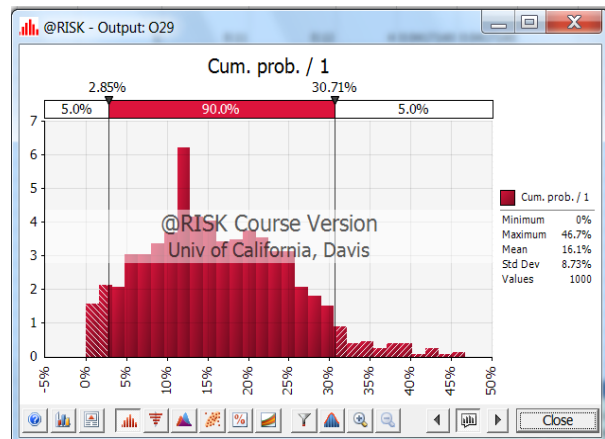 @RISK - Output: O29
Cum. prob. / 1
2.85% 30.71%
5.0% 90.0% 5.0%
7
6
5
4
3
2
1
0
@RISK Course Version
Univ of California, Davis
-5% 0% 5% 10% 15% 20% 25% 30% 35% 40% 45% 50%
Cum. prob. / 1
Minimum 0%
Maximum 46.7%
Mean 16.1%
Std Dev 8.73%
Values 1000
Close